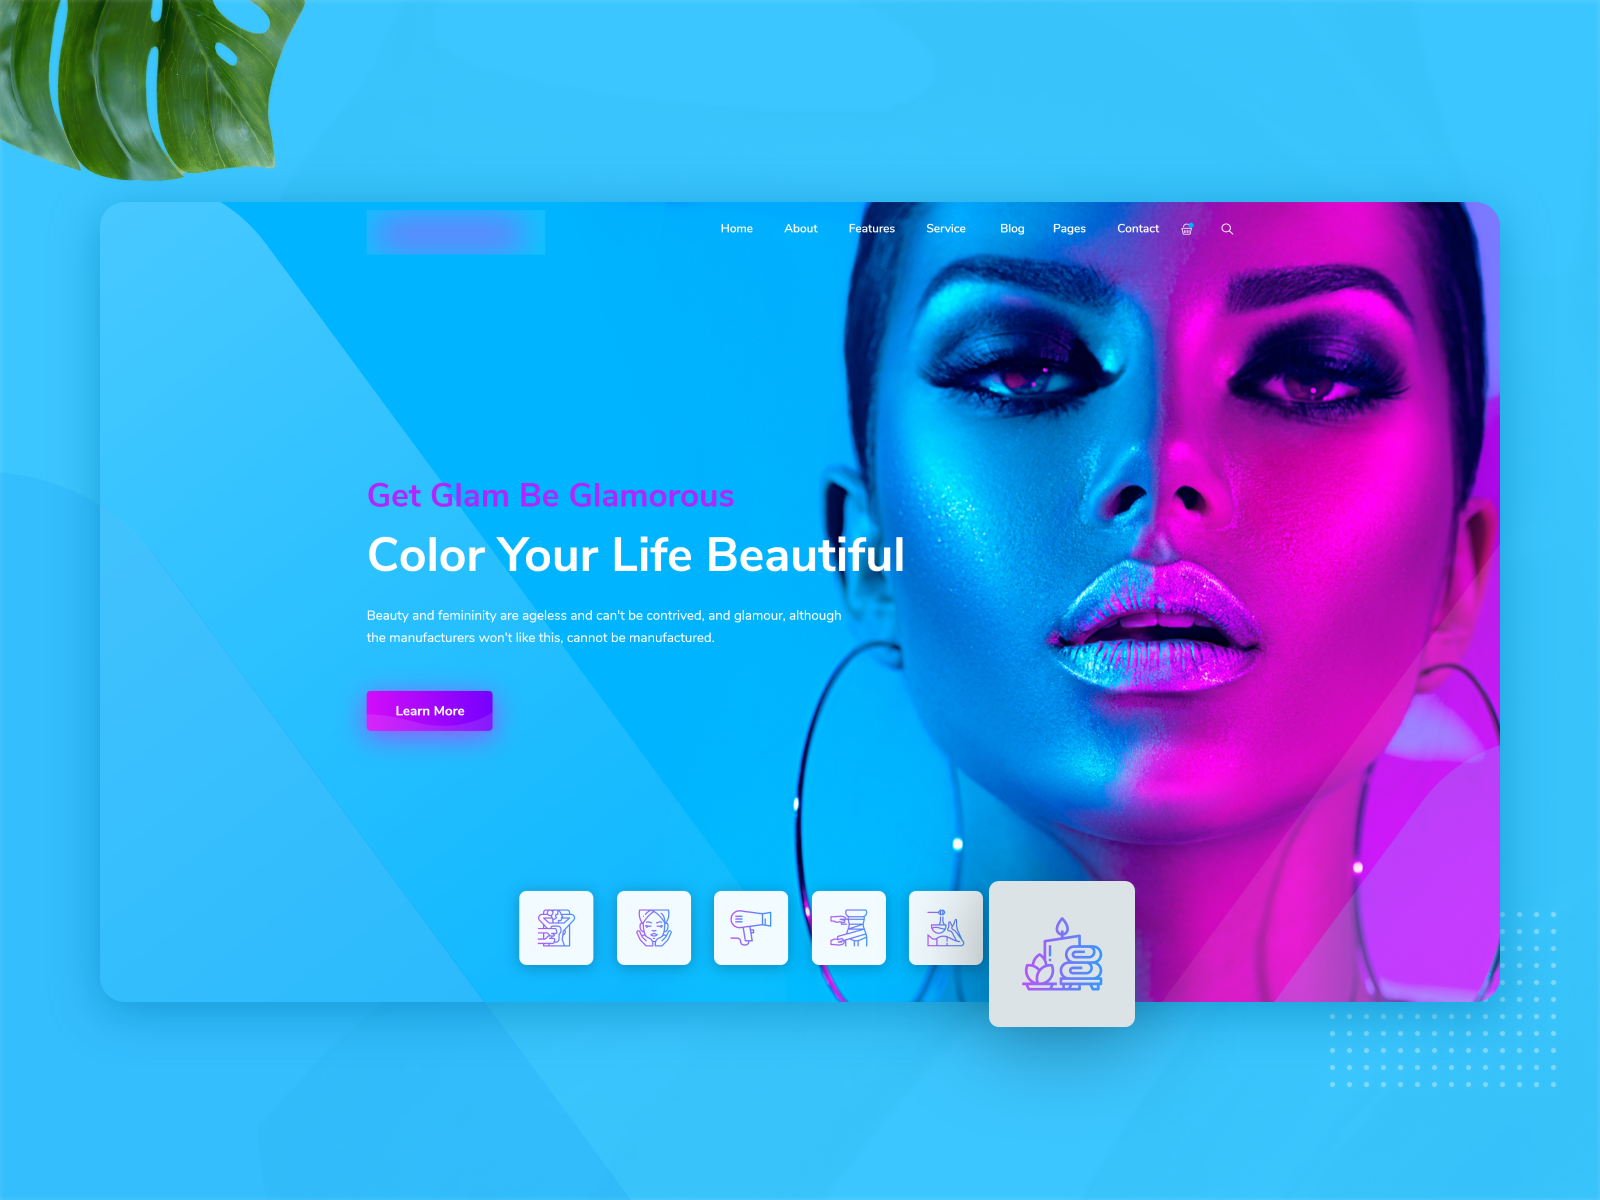 Home About Features Service Blog Pages Contact
Get Glam Be Glamorous
Color Your Life Beautiful
Beauty and femininity are ageless and can't be contrived, and glamour, although
the manufacturers won't like this, cannot be manufactured.
Learn More